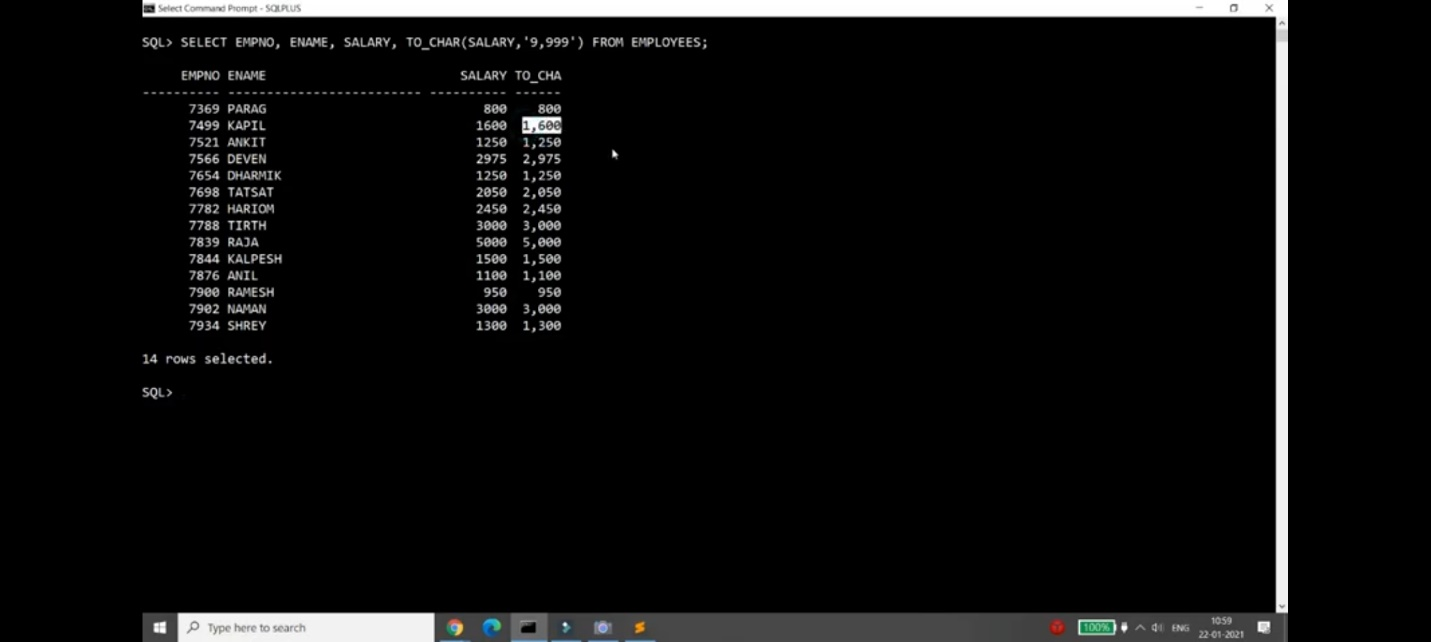 Select Command Prompt - SQLPLUS
SQL> SELECT EMPNO, ENAME, SALARY, TO_CHAR(SALARY,'9,999') FROM EMPLOYEES;
EMPNO ENAME SALARY TO_CHA
---------- ------------------------- ---------- ------
7369 PARAG 800 800
7499 KAPIL 1600 1,600
7521 ANKIT 1250 1,250
7566 DEVEN 2975 2,975
7654 DHARMIK 1250 1,250
7698 TATSAT 2050 2,050
7782 HARIOM 2450 2,450
7788 TIRTH 3000 3,000
7839 RAJA 5000 5,000
7844 KALPESH 1500 1,500
7876 ANIL 1100 1,100
7900 RAMESH 950 950
7902 NAMAN 3000 3,000
7934 SHREY 1300 1,300
14 rows selected.
SQL>
Type here to search
100%
ENG
10:59
22-01-2021